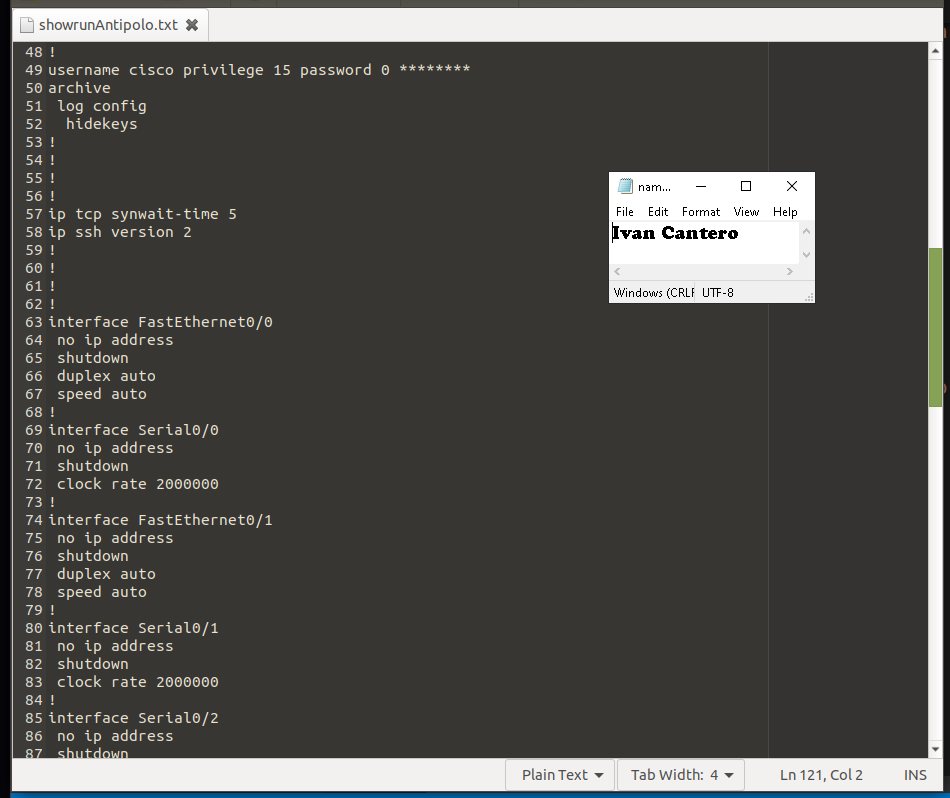 showrunAntipolo.txt
48 !
49 username cisco privilege 15 password 0 ********
50 archive
51  log config
52   hidekeys
53 !
54 !
55 !
56 !
57 ip tcp synwait-time 5
58 ip ssh version 2
59 !
60 !
61 !
62 !
63 interface FastEthernet0/0
64  no ip address
65  shutdown
66  duplex auto
67  speed auto
68 !
69 interface Serial0/0
70  no ip address
71  shutdown
72  clock rate 2000000
73 !
74 interface FastEthernet0/1
75  no ip address
76  shutdown
77  duplex auto
78  speed auto
79 !
80 interface Serial0/1
81  no ip address
82  shutdown
83  clock rate 2000000
84 !
85 interface Serial0/2
86  no ip address
87  shutdown
nam...
File Edit Format View Help
Ivan Cantero
Windows (CRLF UTF-8
Plain Text Tab Width: 4 Ln 121, Col 2 INS